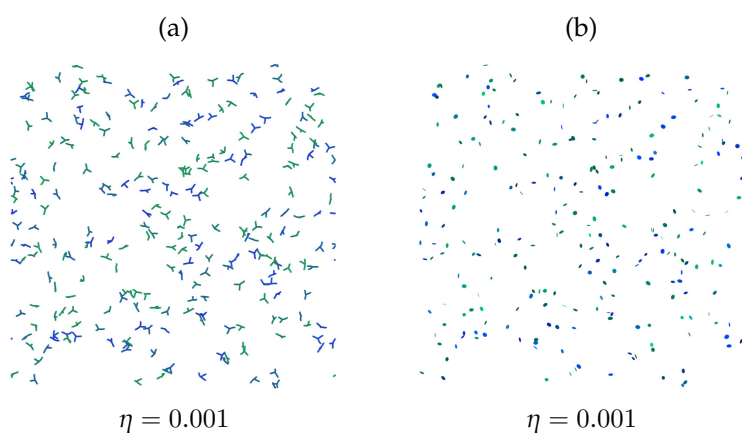 (a) (b)
η = 0.001 η = 0.001